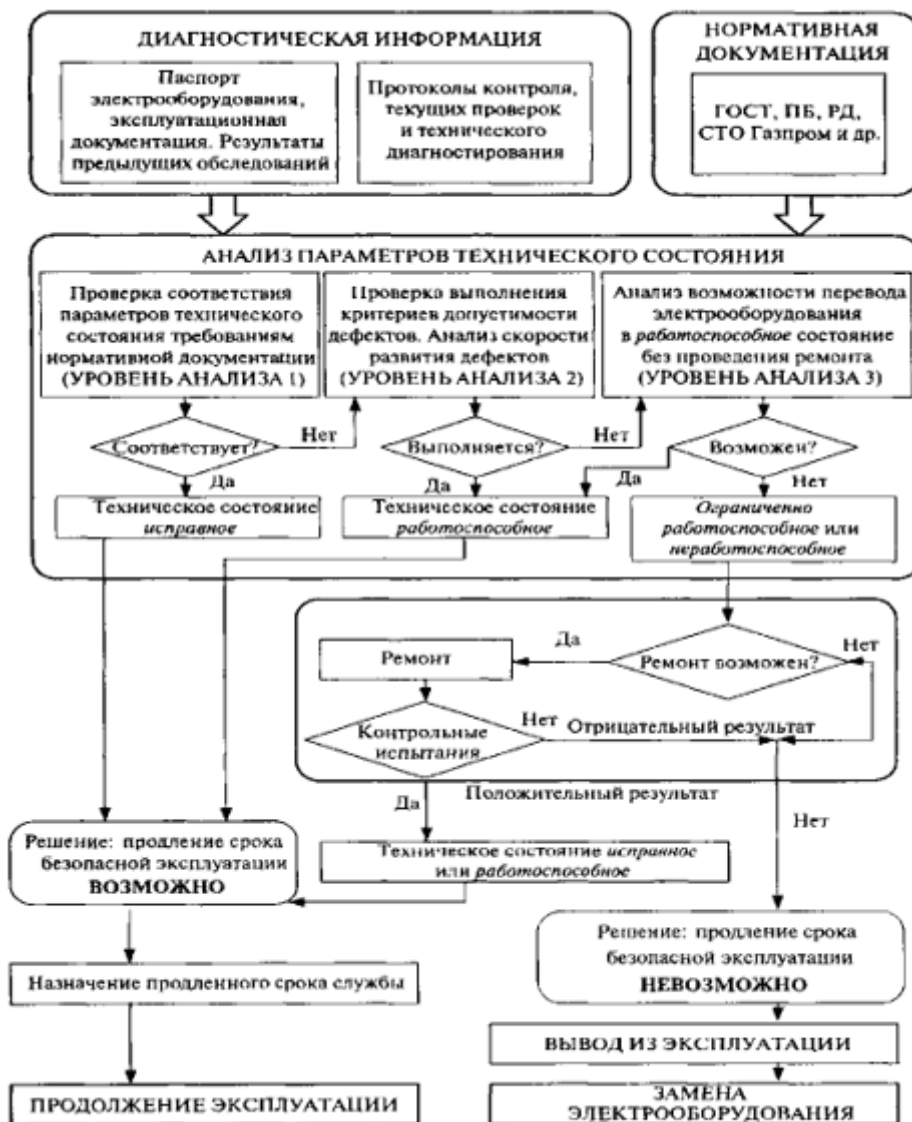 ДИАГНОСТИЧЕСКАЯ ИНФОРМАЦИЯ
Паспорт
электрооборудования,
эксплуатационная
документация. Результаты
предыдущих обследований
Протоколы контроля,
текущих проверок
и технического
диагностирования
НОРМАТИВНАЯ
ДОКУМЕНТАЦИЯ
ГОСТ, ПБ, РД,
СТО Газпром и др.
АНАЛИЗ ПАРАМЕТРОВ ТЕХНИЧЕСКОГО СОСТОЯНИЯ
Проверка соответствия
параметров технического
состояния требованиям
нормативной документации
(УРОВЕНЬ АНАЛИЗА 1)
Проверка выполнения
критериев допустимости
дефектов. Анализ скорости
развития дефектов
(УРОВЕНЬ АНАЛИЗА 2)
Анализ возможности перевода
электрооборудования
в работоспособное состояние
без проведения ремонта
(УРОВЕНЬ АНАЛИЗА 3)
Соответствует?
Нет
Выполняется?
Нет
Возможен?
Да
Да
Да
Нет
Техническое состояние
исправное
Техническое состояние
работоспособное
Ограниченно
работоспособное или
неработоспособное
Да
Нет
Ремонт
Ремонт возможен?
Контрольные
испытания
Нет
Отрицательный результат
Да
Положительный результат
Нет
Решение: продление срока
безопасной эксплуатации
ВОЗМОЖНО
Техническое состояние исправное
или работоспособное
Решение: продление срока
безопасной эксплуатации
НЕВОЗМОЖНО
Назначение продленного срока службы
ВЫВОД ИЗ ЭКСПЛУАТАЦИИ
ПРОДОЛЖЕНИЕ ЭКСПЛУАТАЦИИ
ЗАМЕНА
ЭЛЕКТРООБОРУДОВАНИЯ